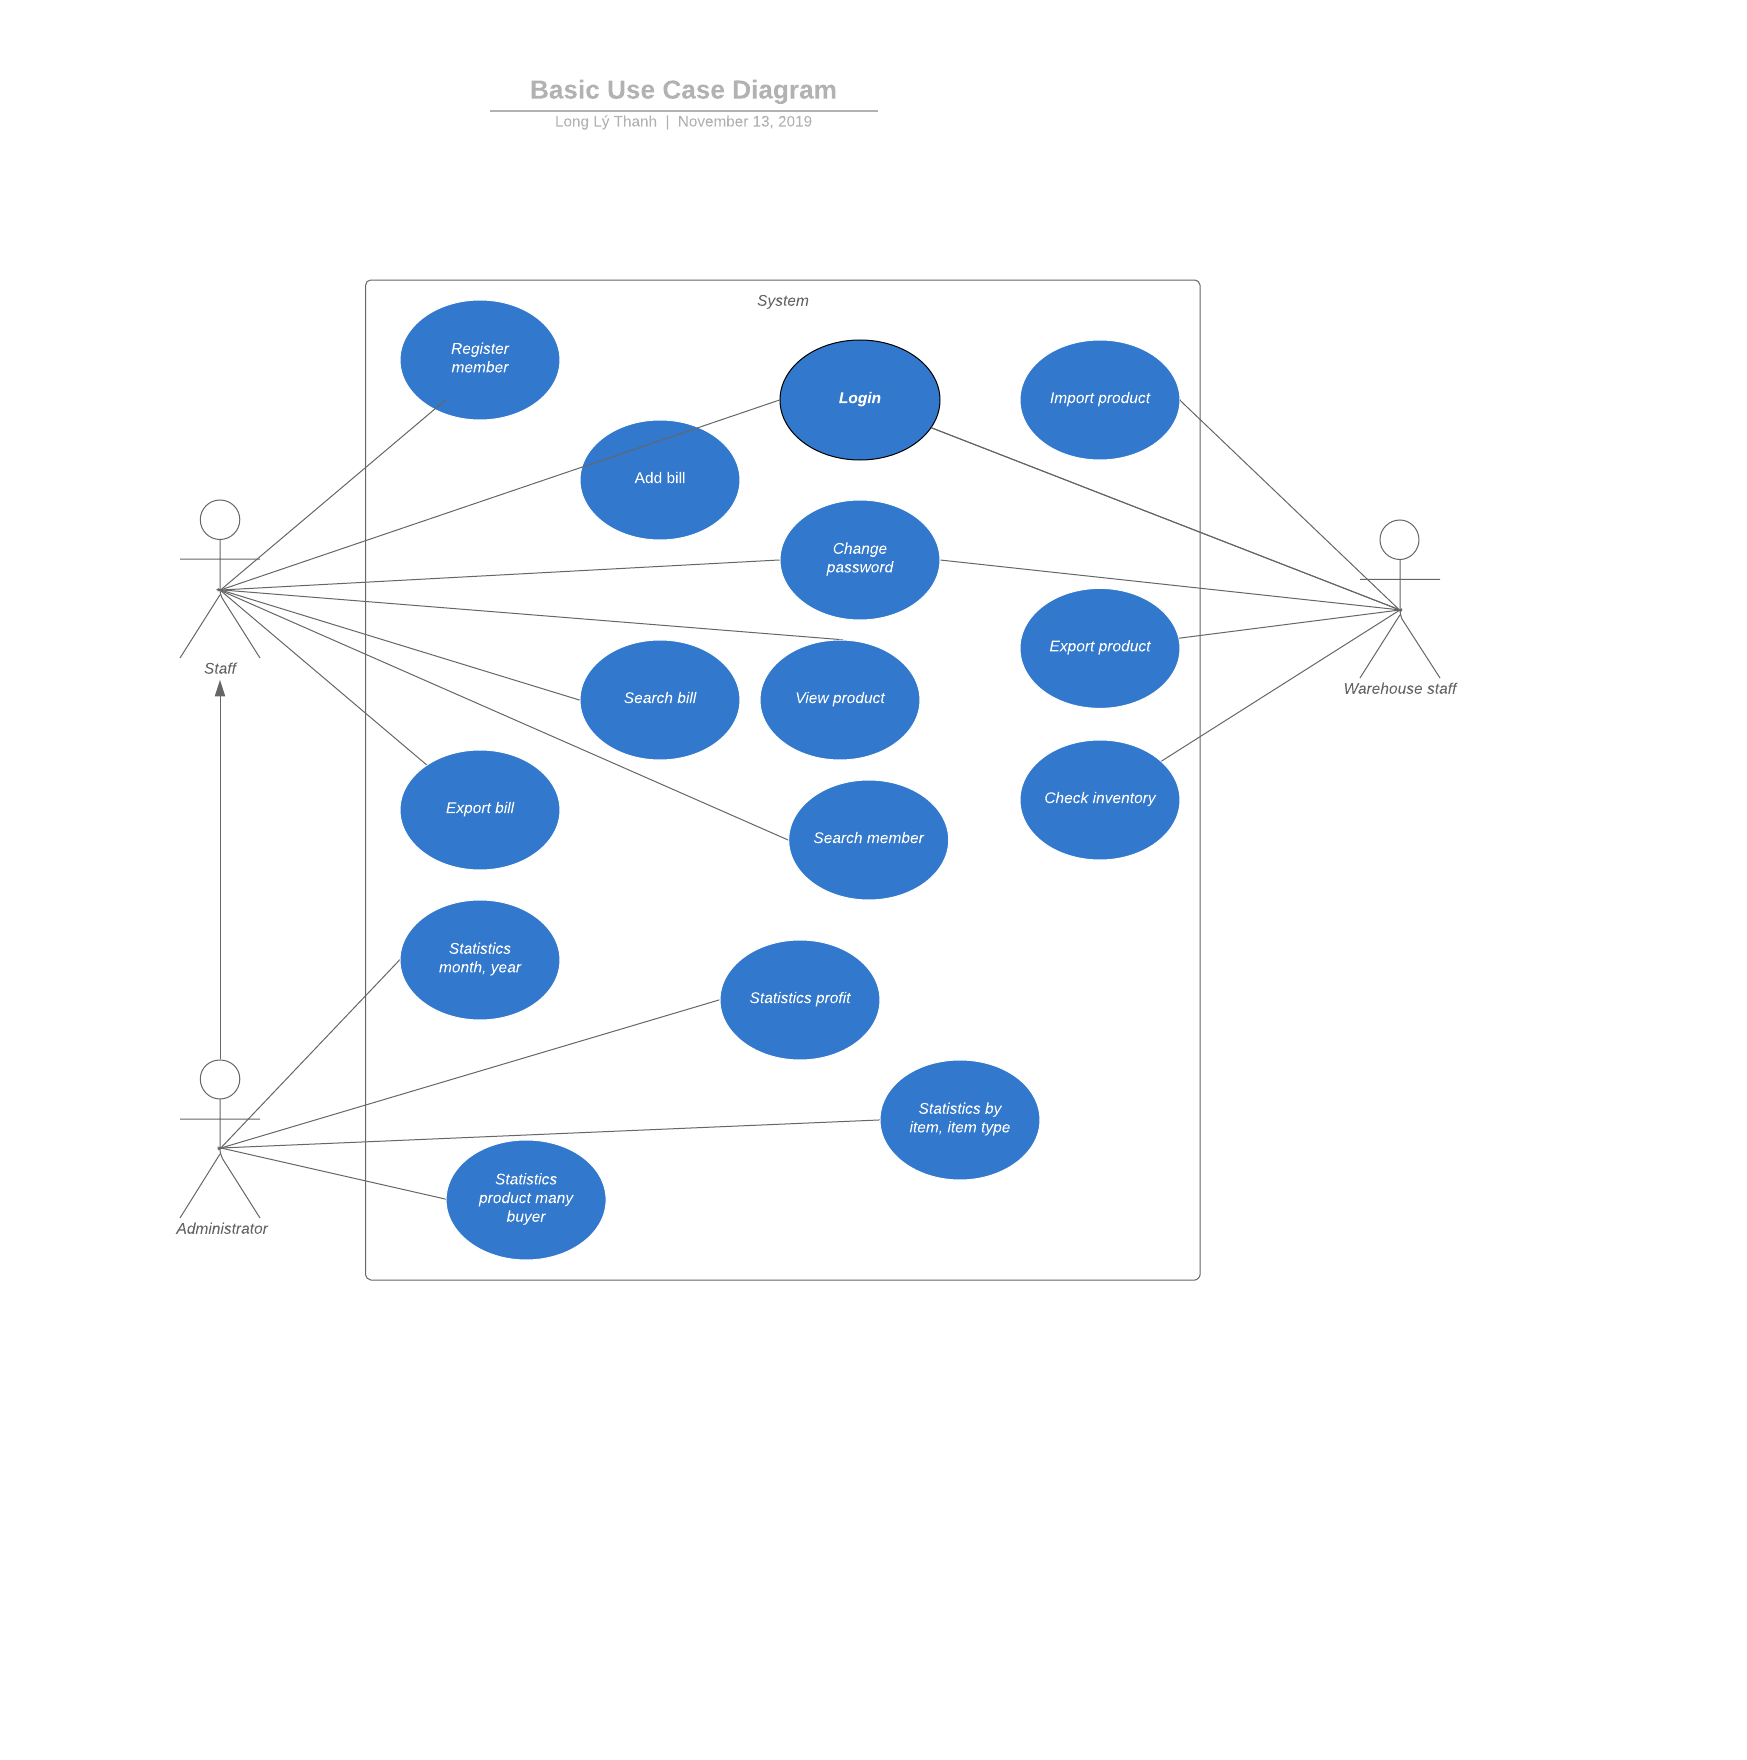 Basic Use Case Diagram
Long Lý Thanh | November 13, 2019
System
Register
member
Login
Import product
Add bill
Change
password
Export product
Staff
Warehouse staff
Search bill
View product
Export bill
Check inventory
Search member
Statistics
month, year
Statistics profit
Statistics by
item, item type
Statistics
product many
buyer
Administrator